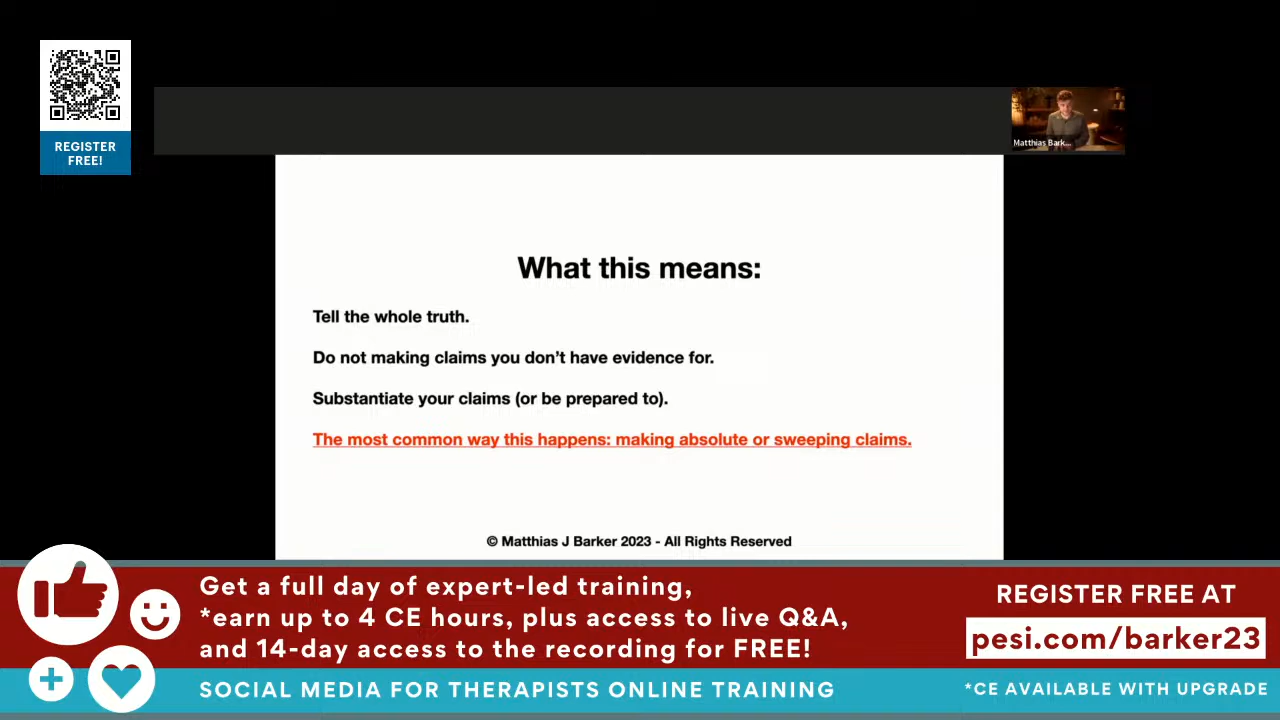 REGISTER
FREE!
Matthias Bark...
What this means:
Tell the whole truth.
Do not making claims you don’t have evidence for.
Substantiate your claims (or be prepared to).
The most common way this happens: making absolute or sweeping claims.
© Matthias J Barker 2023 - All Rights Reserved
Get a full day of expert-led training,
*earn up to 4 CE hours, plus access to live Q&A,
and 14-day access to the recording for FREE!
REGISTER FREE AT
pesi.com/barker23
SOCIAL MEDIA FOR THERAPISTS ONLINE TRAINING
*CE AVAILABLE WITH UPGRADE